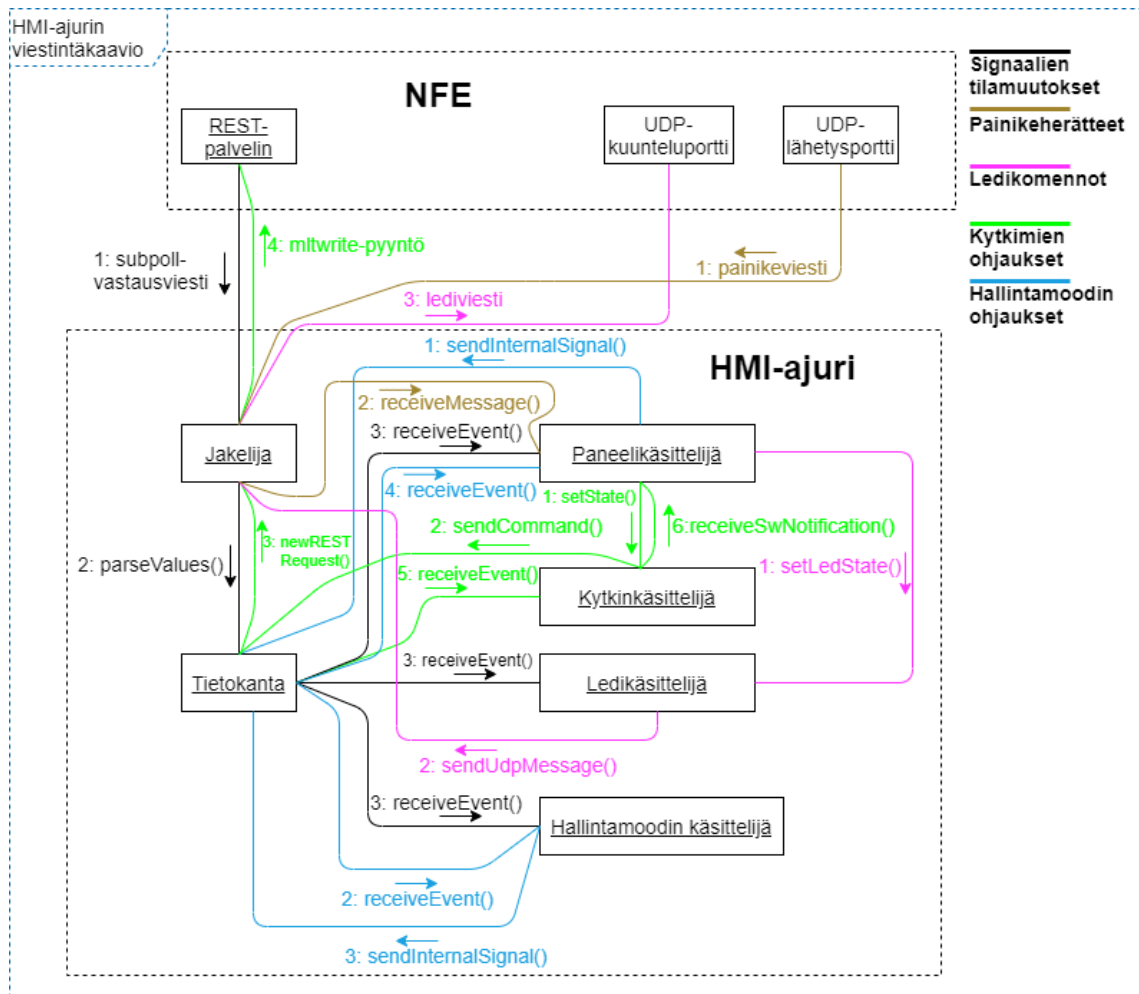 HMI-ajurin
viestintäkaavio
NFE
REST-
palvelin
UDP-
kuunteluportti
UDP-
lähetysportti
Signaalien
tilamuutokset
Painikeherätteet
Ledikomennot
Kytkimien
ohjaukset
Hallintamoodin
ohjaukset
4: mltwrite-pyyntö
1: subpoll-
vastausviesti
1: painikeviesti
3: lediviesti
1: sendInternalSignal()
HMI-ajuri
2: receiveMessage()
3: receiveEvent()
Jakelija
Paneelikäsittelijä
4: receiveEvent()
1: setState()
2: sendCommand()
6:receiveSwNotification()
3: newREST
Request()
2: parseValues()
5: receiveEvent()
1: setLedState()
Kytkinkäsittelijä
3: receiveEvent()
Tietokanta
Ledikäsittelijä
2: sendUdpMessage()
3: receiveEvent()
Hallintamoodin käsittelijä
2: receiveEvent()
3: sendInternalSignal()